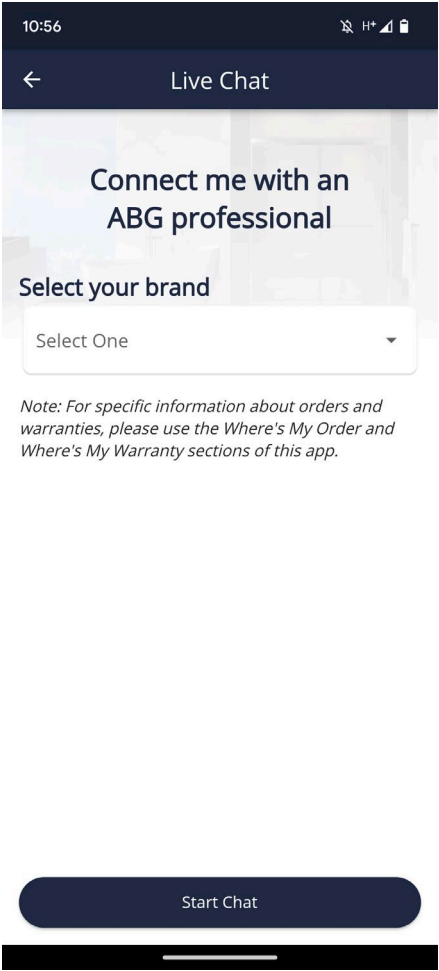 10:56
H+
Live Chat
Connect me with an
ABG professional
Select your brand
Select One
Note: For specific information about orders and
warranties, please use the Where's My Order and
Where's My Warranty sections of this app.
Start Chat